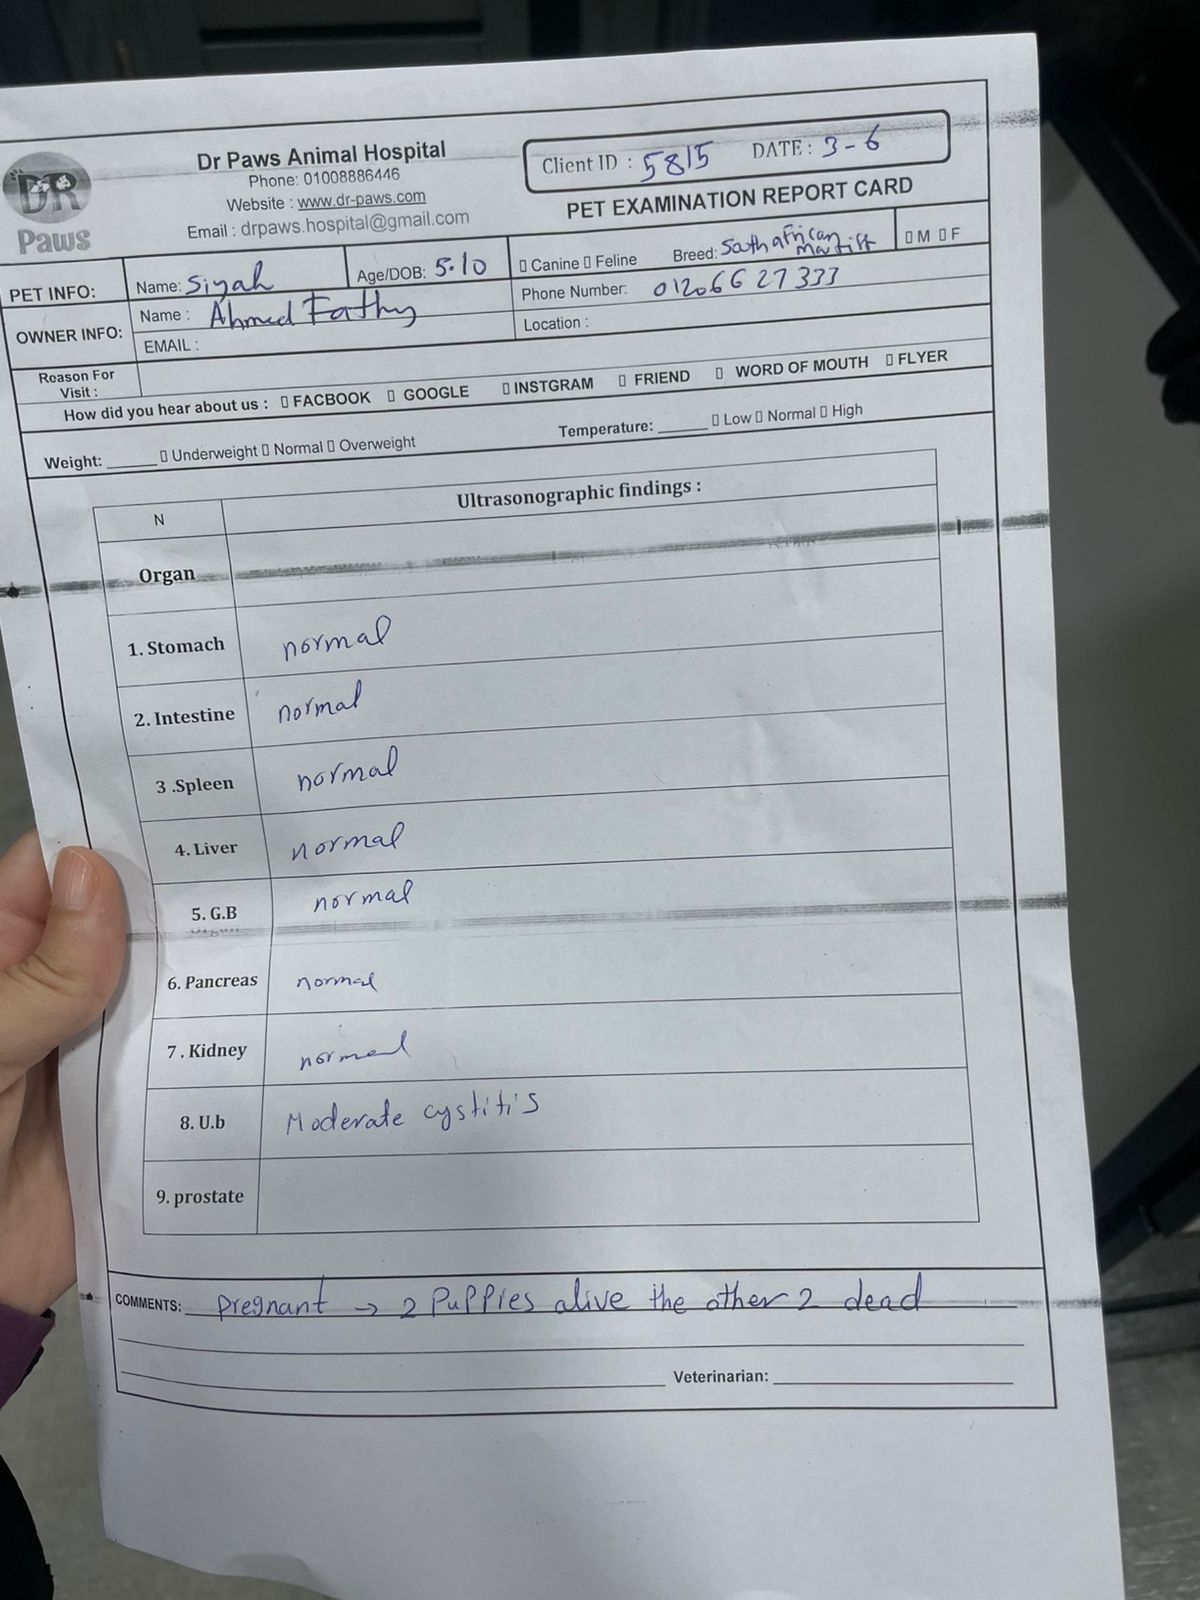 DR
Paws
Dr Paws Animal Hospital
Phone: 01008886446
Website : www.dr-paws.com
Email : drpaws.hospital@gmail.com
Client ID : 5815 DATE : 3-6
PET EXAMINATION REPORT CARD
PET INFO: Name: Siyah Age/DOB: 5.10 Canine Feline Breed: South african mastift M F
OWNER INFO: Name : Ahmed Fathy Phone Number: 01206627333
EMAIL : Location :
Reason For Visit :
How did you hear about us : FACBOOK GOOGLE INSTGRAM FRIEND WORD OF MOUTH FLYER
Weight: ______ Underweight Normal Overweight Temperature: ______ Low Normal High
N Ultrasonographic findings :
Organ
1. Stomach normal
2. Intestine normal
3 .Spleen normal
4. Liver normal
5. G.B normal
6. Pancreas normal
7 . Kidney normal
8. U.b Moderate cystitis
9. prostate
COMMENTS: pregnant → 2 Puppies alive the other 2 dead
Veterinarian: